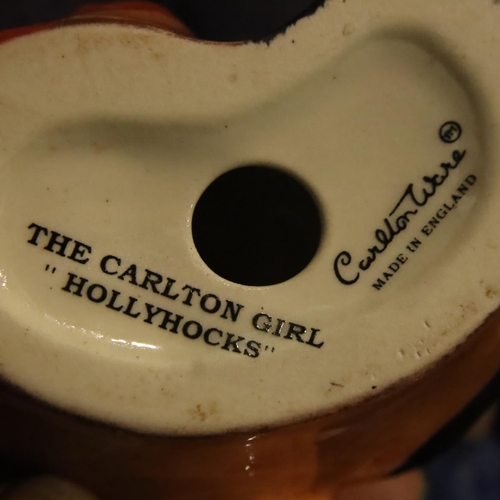 THE CARLTON GIRL
"HOLLYHOCKS"
Carlton Ware
MADE IN ENGLAND